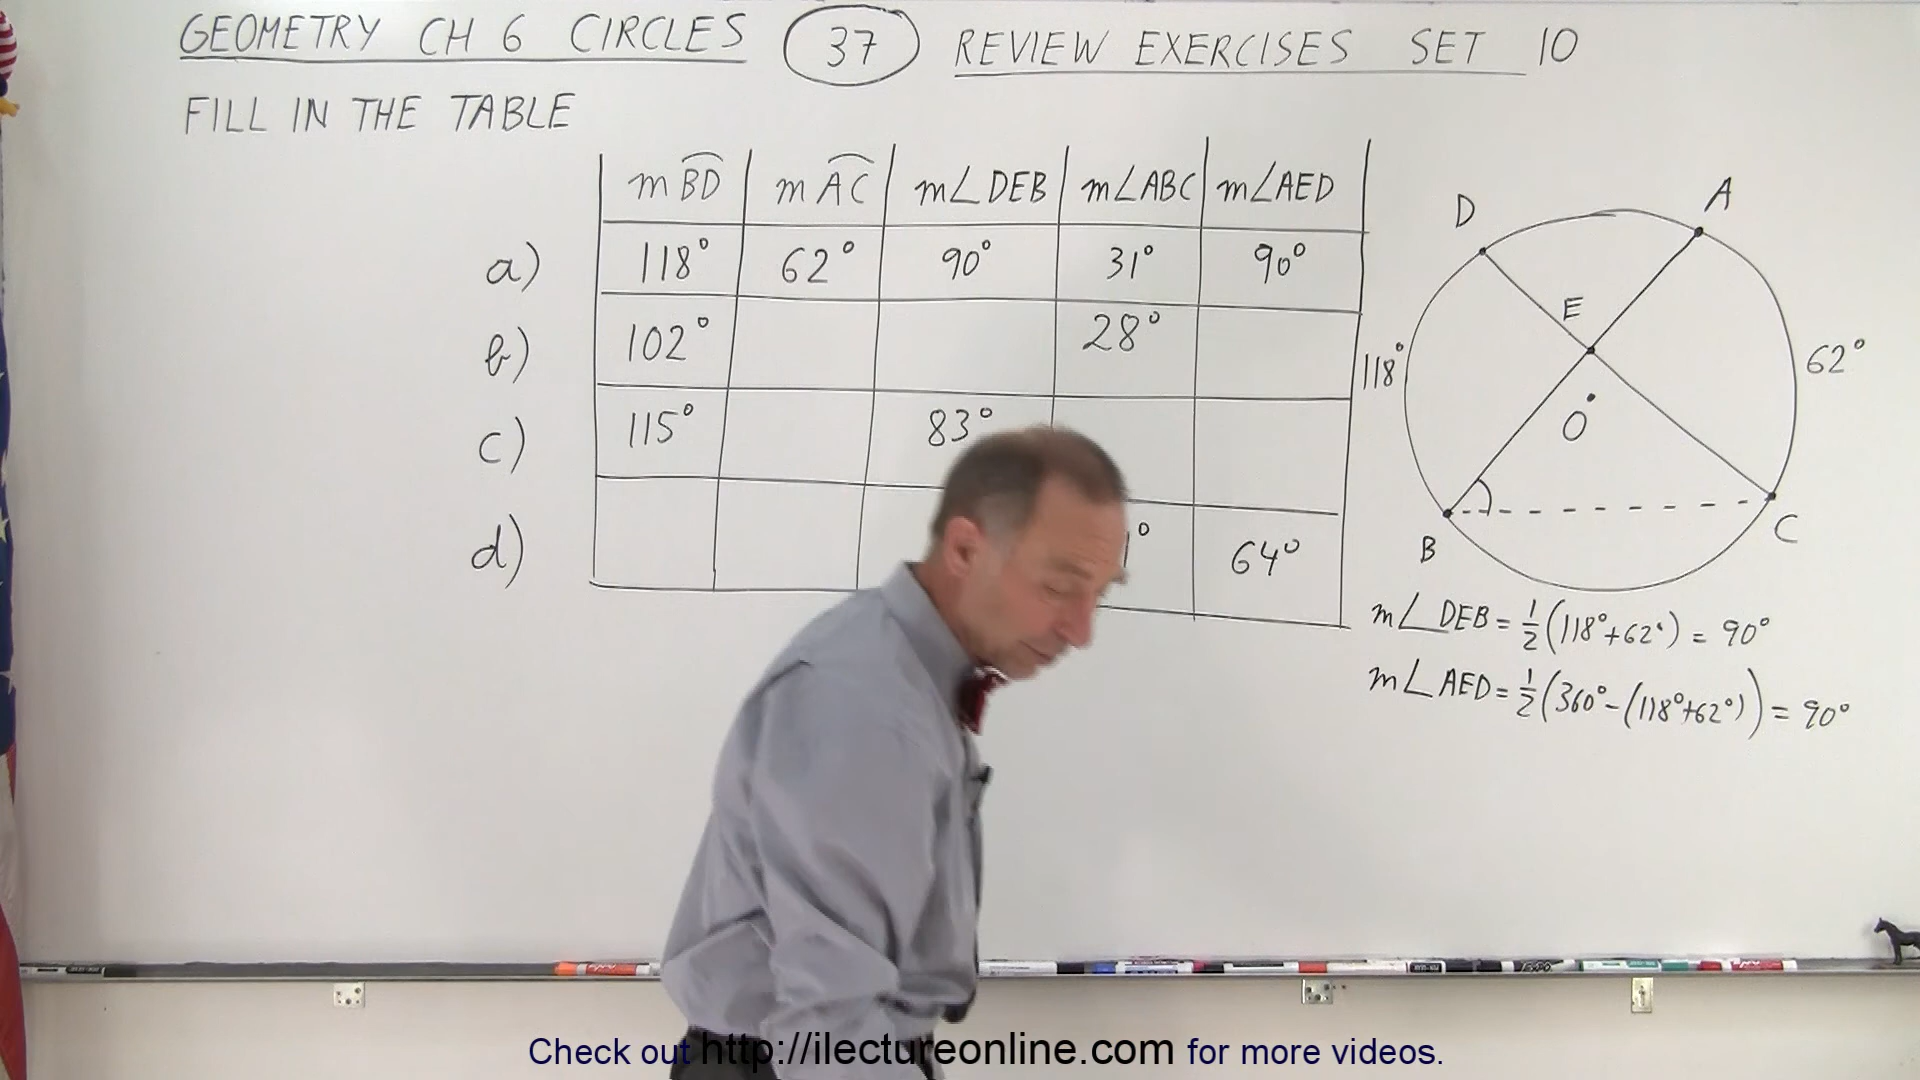 GEOMETRY CH 6 CIRCLES 37 REVIEW EXERCISES SET 10
FILL IN THE TABLE
m BD m AC m∠DEB m∠ABC m∠AED
a) 118° 62° 90° 31° 90°
b) 102° 28°
c) 115° 83°
d) 64°
D
A
E
118°
62°
O
B
C
m∠DEB = 1/2 (118° + 62°) = 90°
m∠AED = 1/2 (360° - (118° + 62°)) = 90°
Check out http://ilectureonline.com for more videos.